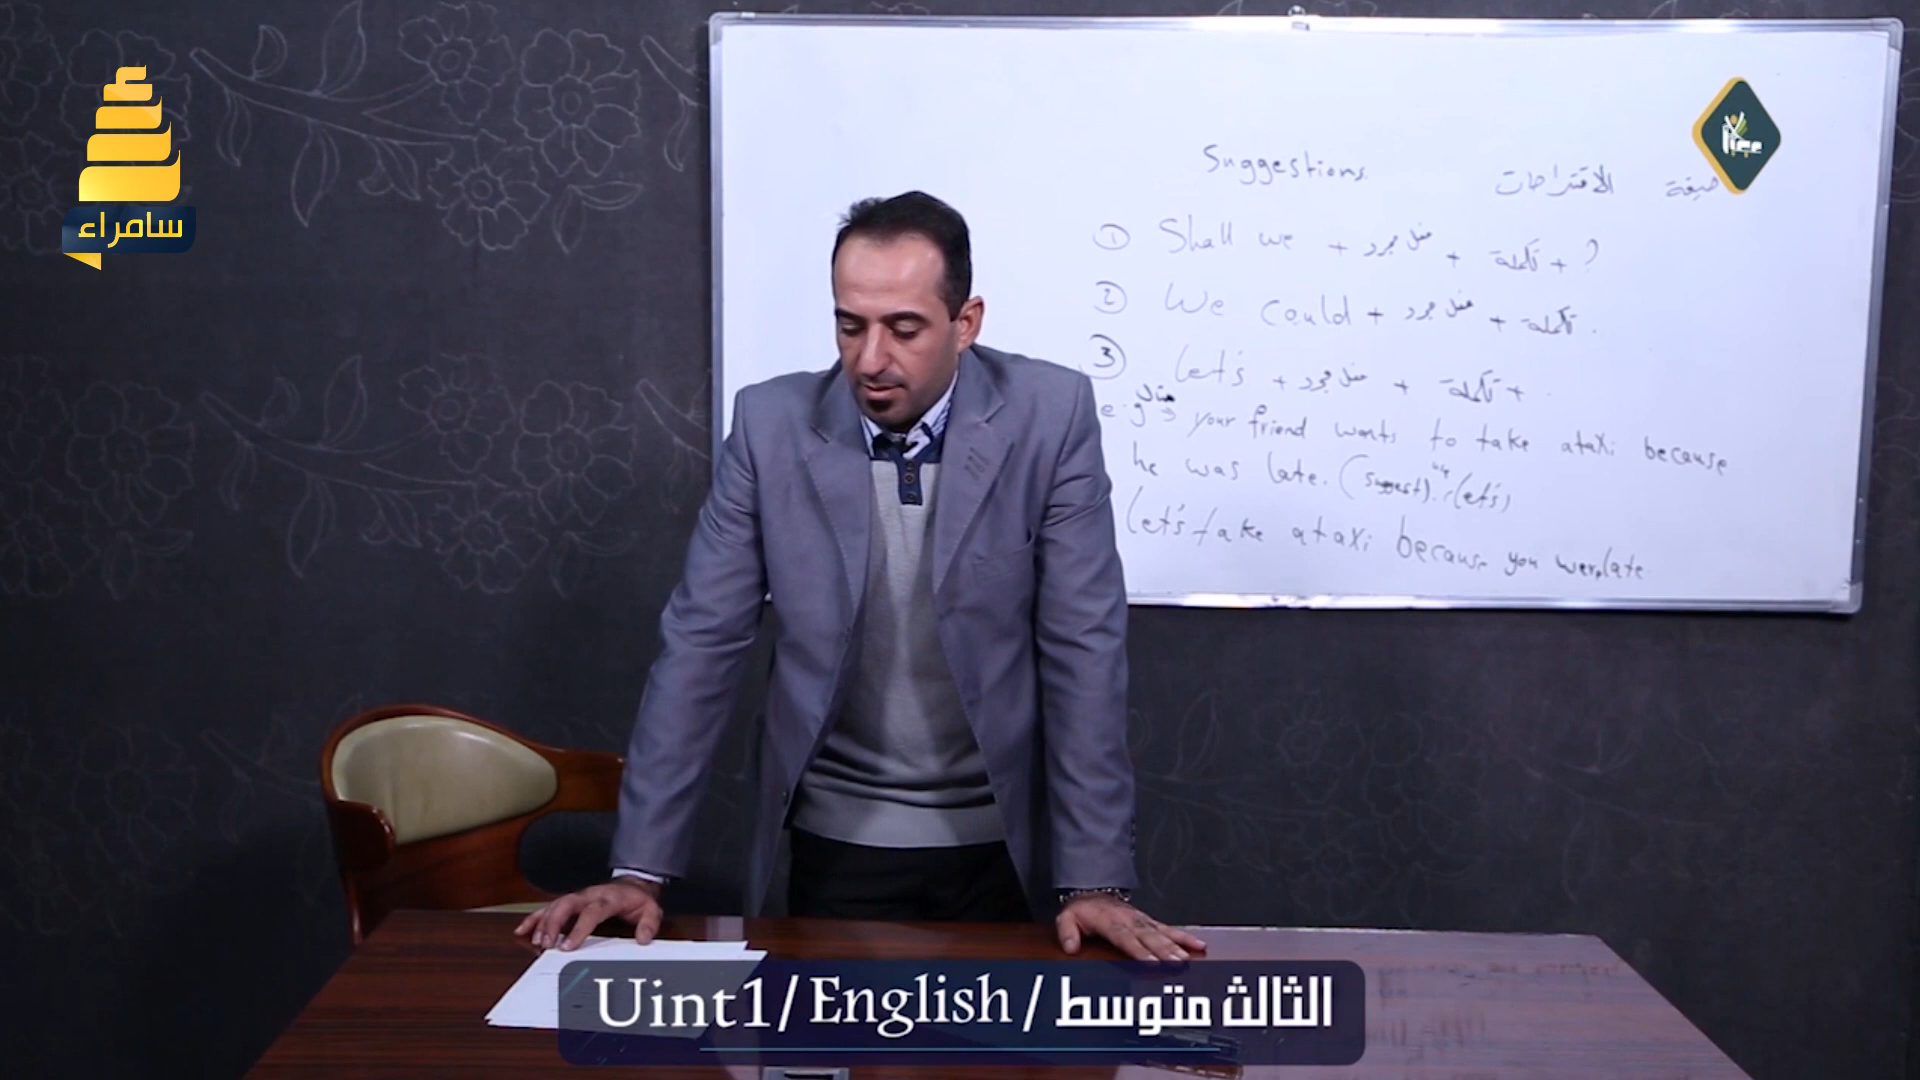 سامراء
Suggestions صيغة الاقتراحات
① Shall we + فعل مجرد + تكملة + ?
② We could + فعل مجرد + تكملة .
③ let's + فعل مجرد + تكملة + .
e.g مثال → your friend wants to take a taxi because
he was late. (suggest). (let's)
let's take a taxi because you were late.
Uint1/English/الثالث متوسط